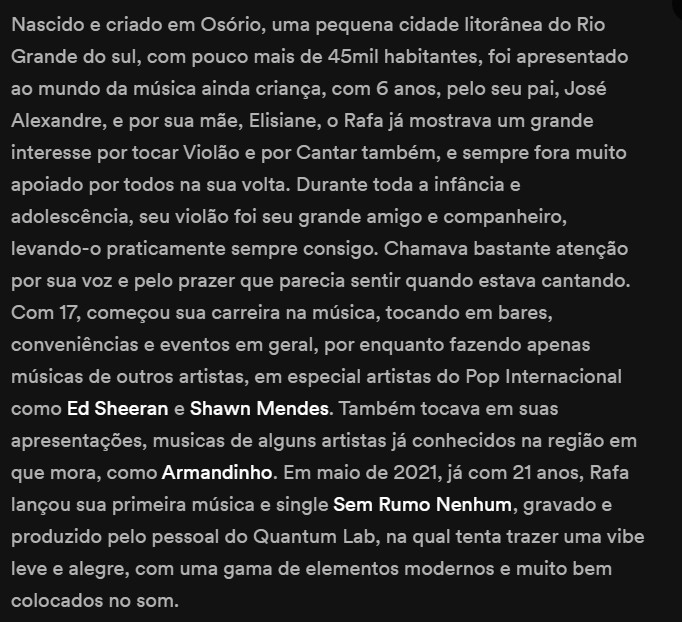 Nascido e criado em Osório, uma pequena cidade litorânea do Rio
Grande do sul, com pouco mais de 45mil habitantes, foi apresentado
ao mundo da música ainda criança, com 6 anos, pelo seu pai, José
Alexandre, e por sua mãe, Elisiane, o Rafa já mostrava um grande
interesse por tocar Violão e por Cantar também, e sempre fora muito
apoiado por todos na sua volta. Durante toda a infância e
adolescência, seu violão foi seu grande amigo e companheiro,
levando-o praticamente sempre consigo. Chamava bastante atenção
por sua voz e pelo prazer que parecia sentir quando estava cantando.
Com 17, começou sua carreira na música, tocando em bares,
conveniências e eventos em geral, por enquanto fazendo apenas
músicas de outros artistas, em especial artistas do Pop Internacional
como Ed Sheeran e Shawn Mendes. Também tocava em suas
apresentações, musicas de alguns artistas já conhecidos na região em
que mora, como Armandinho. Em maio de 2021, já com 21 anos, Rafa
lançou sua primeira música e single Sem Rumo Nenhum, gravado e
produzido pelo pessoal do Quantum Lab, na qual tenta trazer uma vibe
leve e alegre, com uma gama de elementos modernos e muito bem
colocados no som.